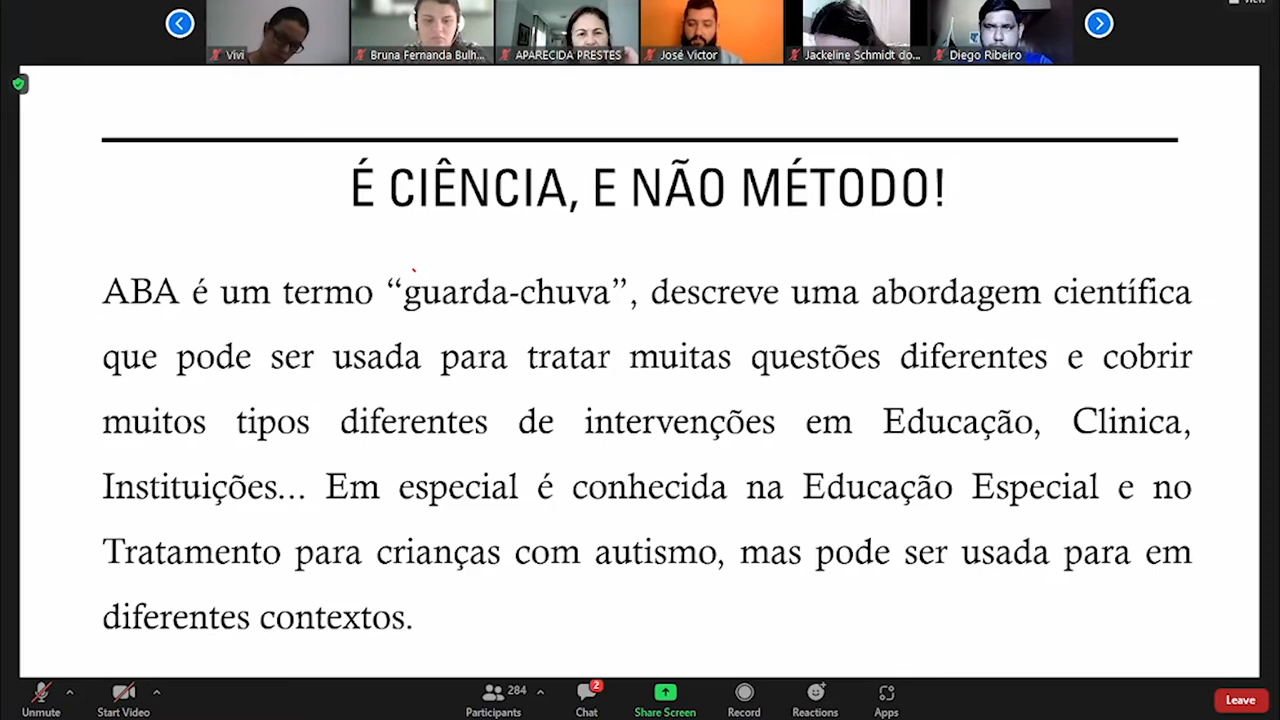 View
Vivi
Bruna Fernanda Bulh...
APARECIDA PRESTES
José Victor
Jackeline Schmidt do...
Diego Ribeiro
É CIÊNCIA, E NÃO MÉTODO!
ABA é um termo “guarda-chuva”, descreve uma abordagem científica
que pode ser usada para tratar muitas questões diferentes e cobrir
muitos tipos diferentes de intervenções em Educação, Clinica,
Instituições... Em especial é conhecida na Educação Especial e no
Tratamento para crianças com autismo, mas pode ser usada para em
diferentes contextos.
Unmute
Start Video
284
Participants
2
Chat
Share Screen
Record
Reactions
Apps
Leave